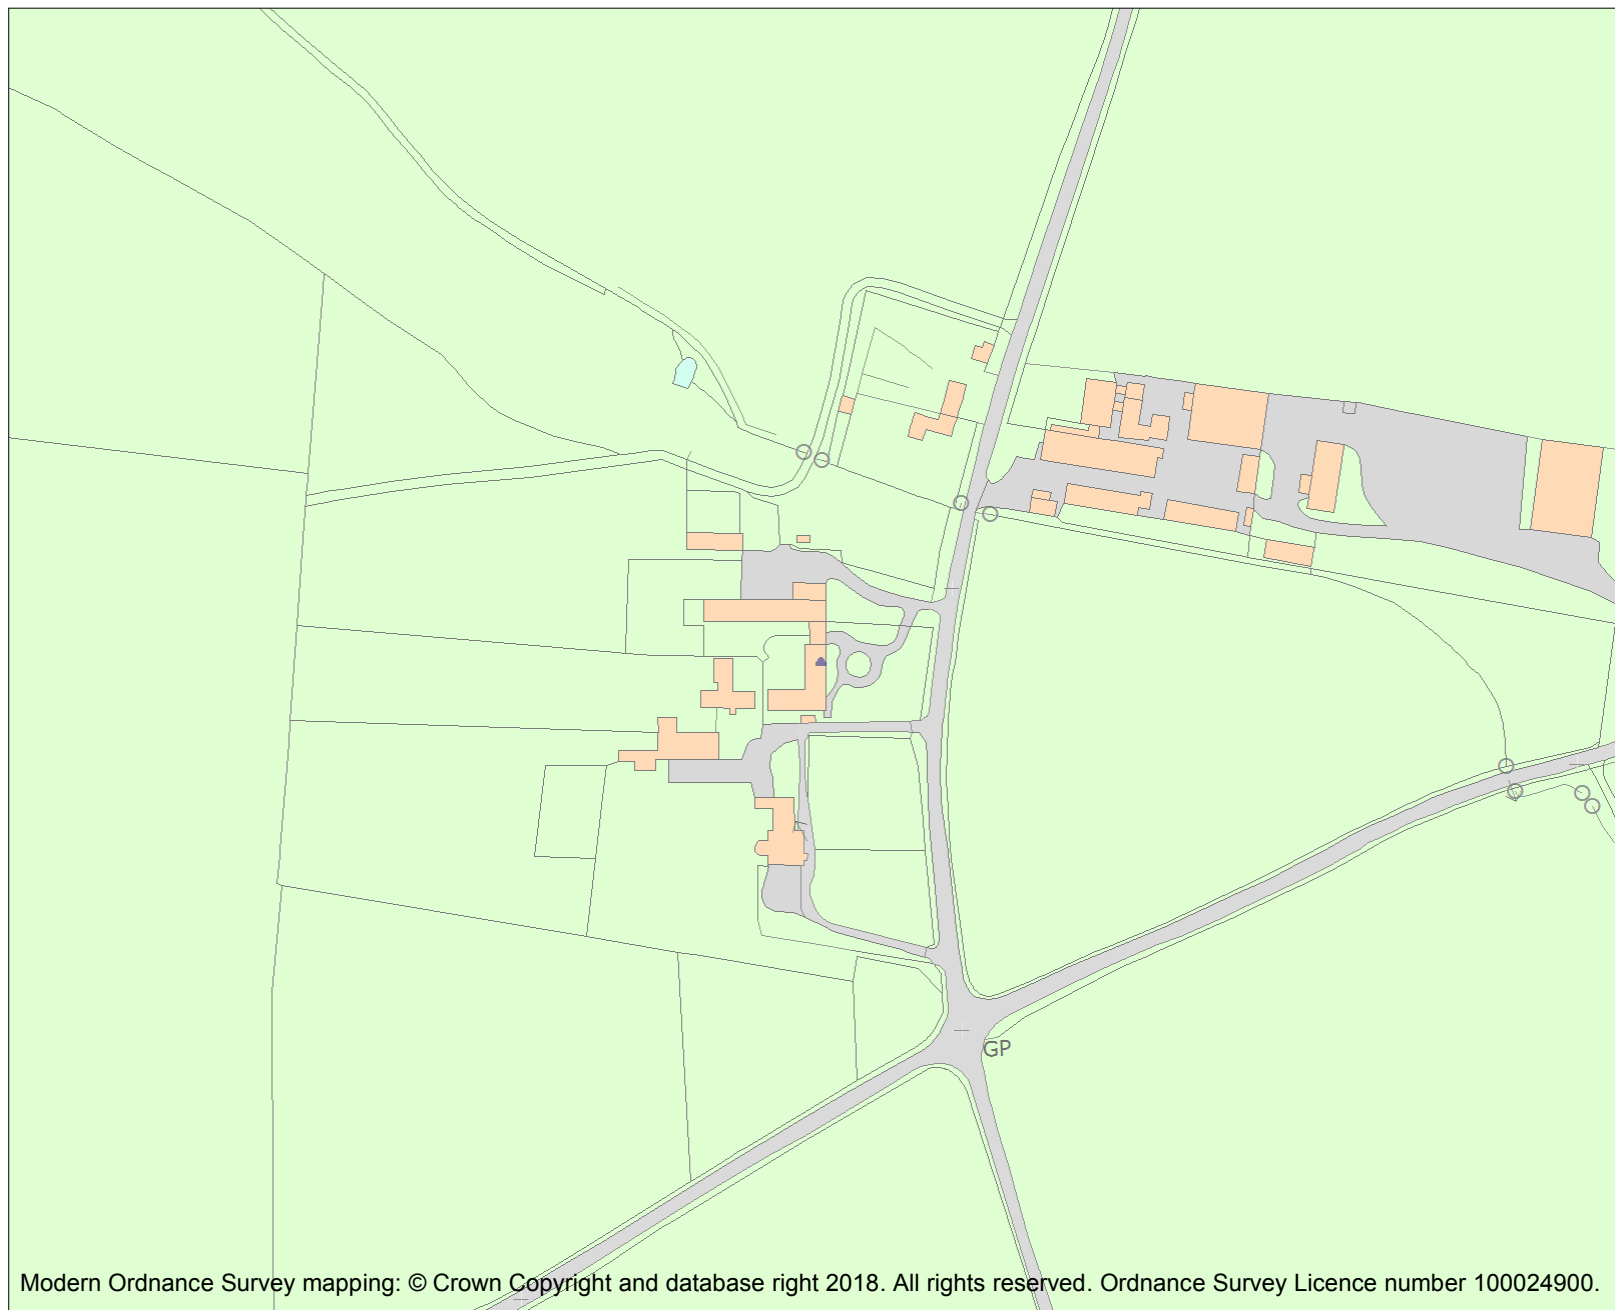 GP
Modern Ordnance Survey mapping: © Crown Copyright and database right 2018. All rights reserved. Ordnance Survey Licence number 100024900.